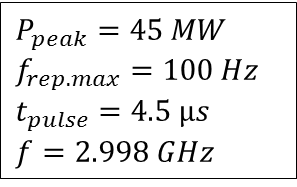 P_peak = 45 MW
f_rep.max = 100 Hz
t_pulse = 4.5 μs
f = 2.998 GHz